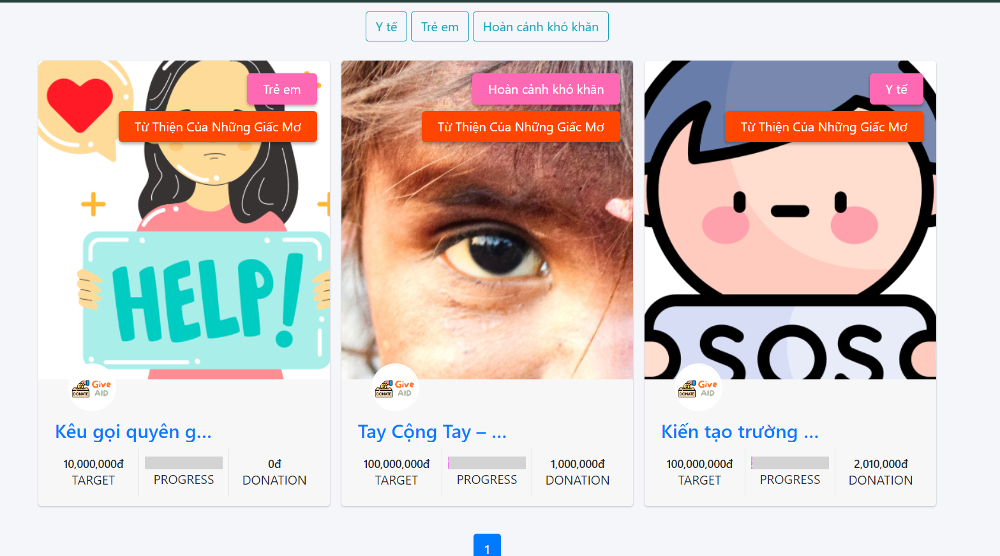 Y tế
Trẻ em
Hoàn cảnh khó khăn
Trẻ em
Từ Thiện Của Những Giấc Mơ
HELP!
DONATE
Give
AID
Kêu gọi quyên g...
10,000,000đ
TARGET
PROGRESS
0đ
DONATION
Hoàn cảnh khó khăn
Từ Thiện Của Những Giấc Mơ
DONATE
Give
AID
Tay Cộng Tay – ...
100,000,000đ
TARGET
PROGRESS
1,000,000đ
DONATION
Y tế
Từ Thiện Của Những Giấc Mơ
SOS
DONATE
Give
AID
Kiến tạo trường ...
100,000,000đ
TARGET
PROGRESS
2,010,000đ
DONATION
1